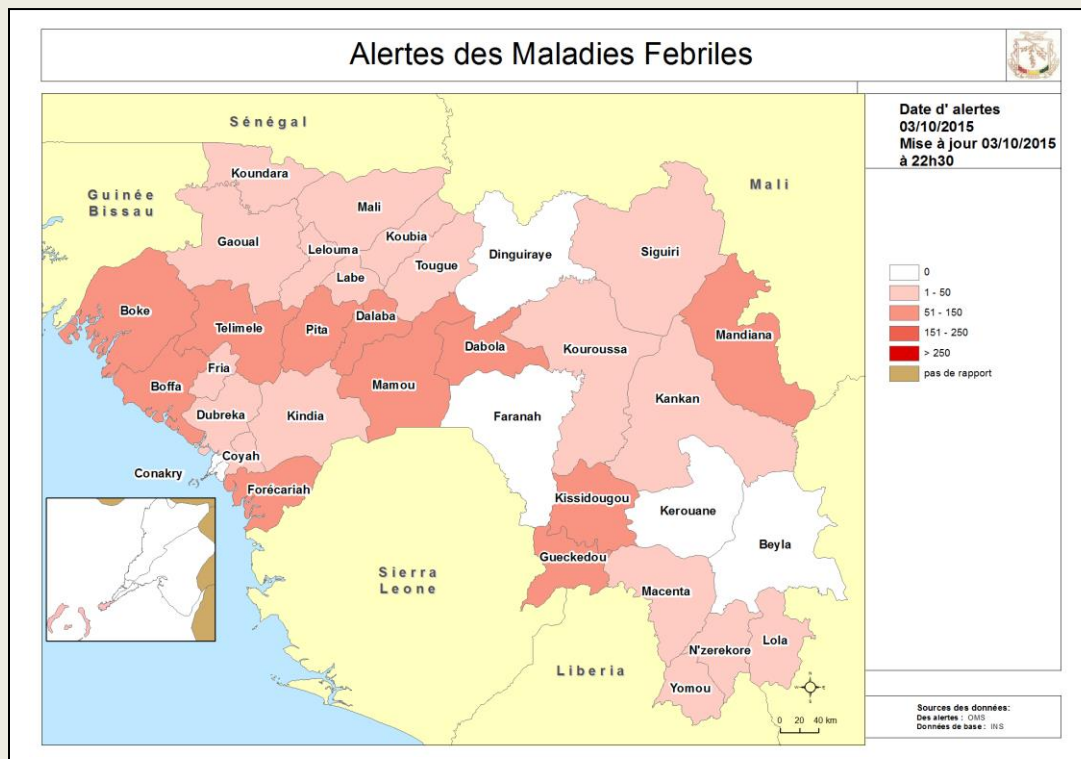 Alertes des Maladies Febriles
Date d' alertes
03/10/2015
Mise à jour 03/10/2015
à 22h30
0
1 - 50
51 - 150
151 - 250
> 250
pas de rapport
Sénégal
Guinée
Bissau
Mali
Koundara
Mali
Koubia
Gaoual
Lelouma
Tougue
Labe
Dinguiraye
Siguiri
Boke
Telimele
Pita
Dalaba
Dabola
Mandiana
Kouroussa
Fria
Boffa
Mamou
Kankan
Dubreka
Kindia
Faranah
Coyah
Conakry
Forécariah
Kissidougou
Kerouane
Beyla
Gueckedou
Sierra
Leone
Macenta
Lola
N'zerekore
Liberia
Yomou
0 20 40 km
Sources des données:
Des alertes : OMS
Données de base : INS